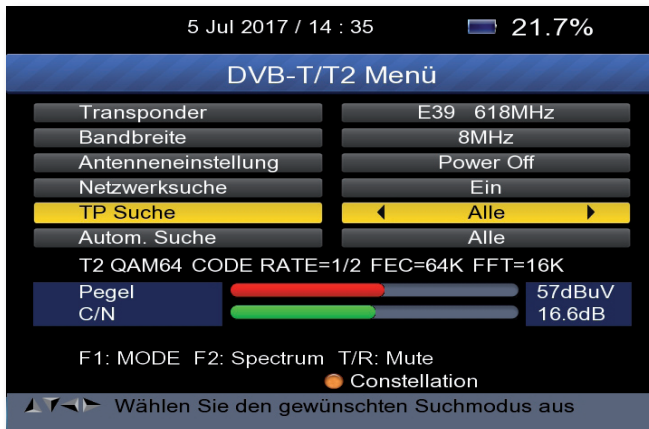 5 Jul 2017 / 14 : 35 21.7%
DVB-T/T2 Menü
Transponder E39 618MHz
Bandbreite 8MHz
Antenneneinstellung Power Off
Netzwerksuche Ein
TP Suche Alle
Autom. Suche Alle
T2 QAM64 CODE RATE=1/2 FEC=64K FFT=16K
Pegel 57dBuV
C/N 16.6dB
F1: MODE F2: Spectrum T/R: Mute
Constellation
Wählen Sie den gewünschten Suchmodus aus